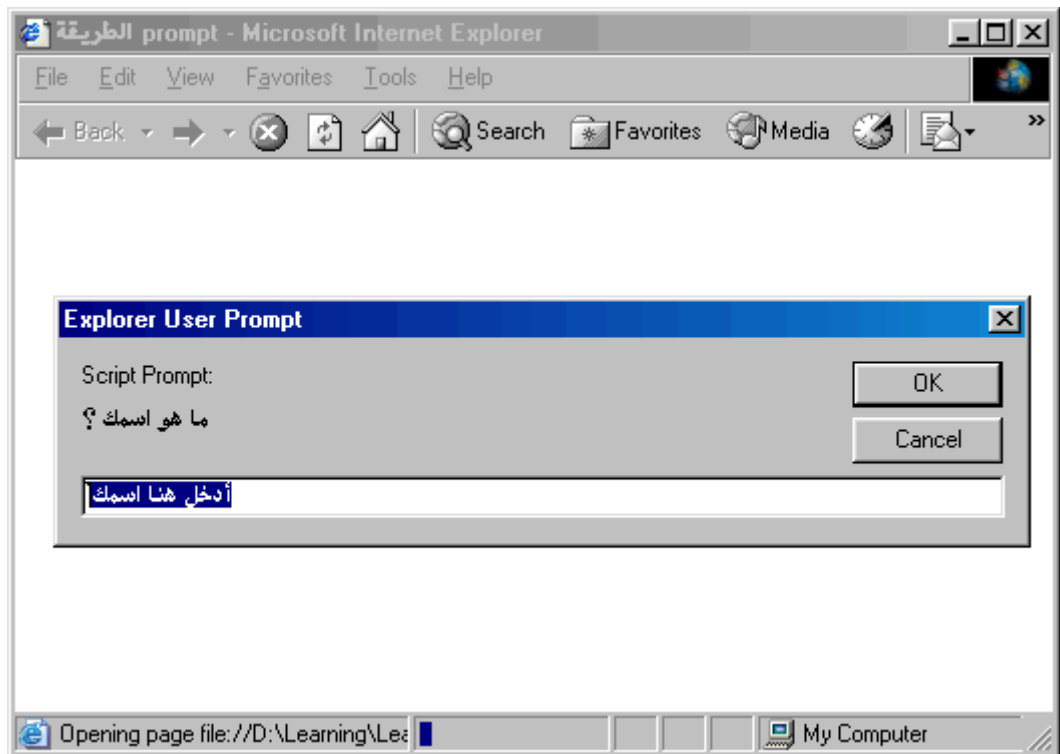 الطريقة prompt - Microsoft Internet Explorer
File Edit View Favorites Tools Help
Back Search Favorites Media »
Explorer User Prompt
Script Prompt:
OK
ما هو اسمك ؟
Cancel
أدخل هنا اسمك
Opening page file://D:\Learning\Lea My Computer